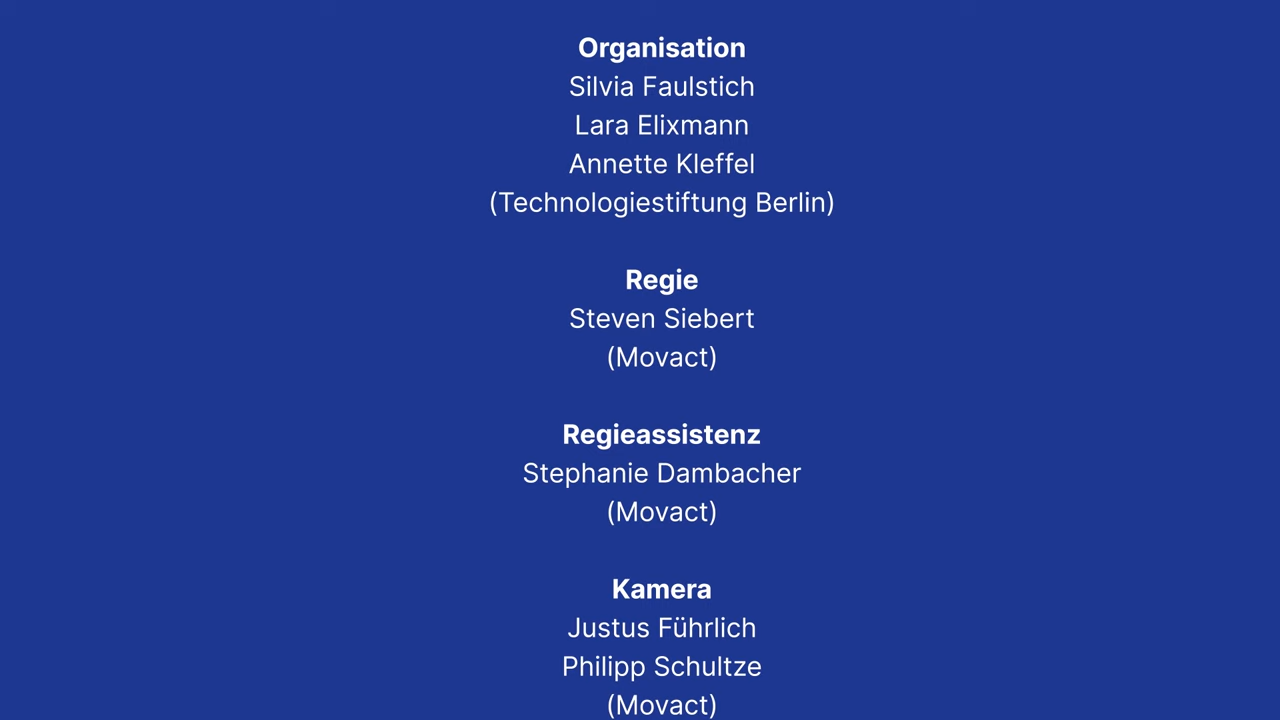 Organisation
Silvia Faulstich
Lara Elixmann
Annette Kleffel
(Technologiestiftung Berlin)
Regie
Steven Siebert
(Movact)
Regieassistenz
Stephanie Dambacher
(Movact)
Kamera
Justus Führlich
Philipp Schultze
(Movact)